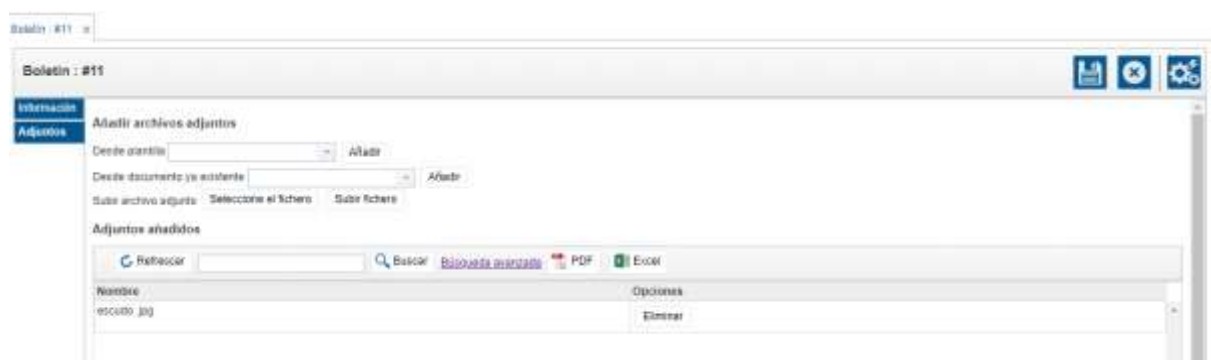 Boletin : #11 x
Boletin : #11
Información
Adjuntos
Añadir archivos adjuntos
Desde plantilla Añadir
Desde documento ya existente Añadir
Subir archivo adjunto Seleccione el fichero Subir fichero
Adjuntos añadidos
Refrescar Buscar Búsqueda avanzada PDF Excel
Nombre Opciones
escudo.jpg Eliminar